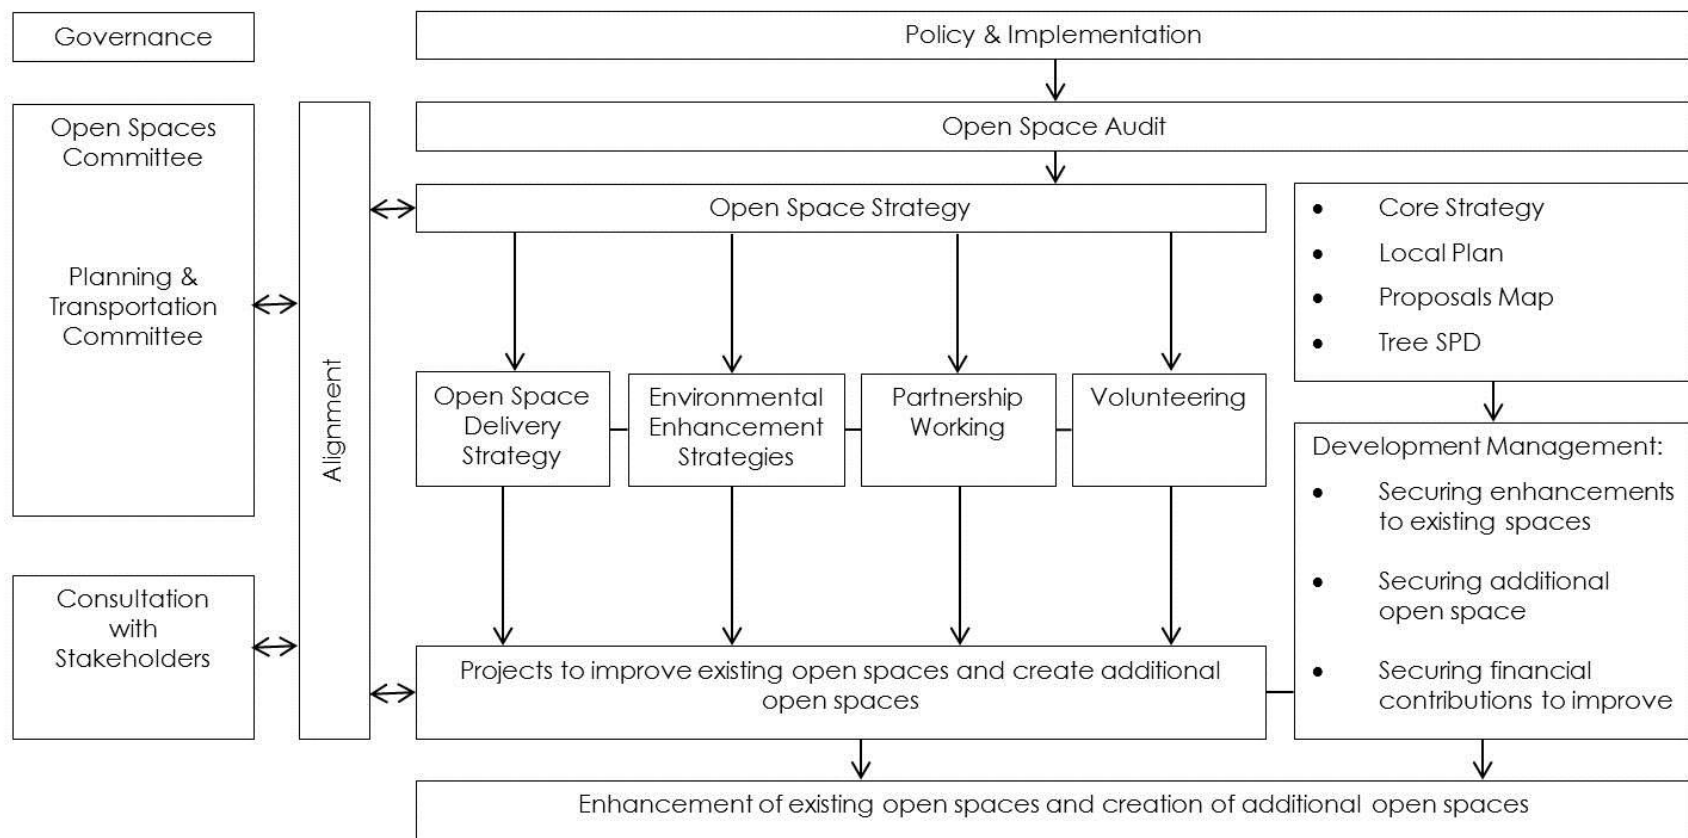 Governance
Policy & Implementation
Open Spaces
Committee
Planning &
Transportation
Committee
Consultation
with
Stakeholders
Alignment
Open Space Audit
Open Space Strategy
Open Space
Delivery
Strategy
Environmental
Enhancement
Strategies
Partnership
Working
Volunteering
Projects to improve existing open spaces and create additional
open spaces
• Core Strategy
• Local Plan
• Proposals Map
• Tree SPD
Development Management:
• Securing enhancements
to existing spaces
• Securing additional
open space
• Securing financial
contributions to improve
Enhancement of existing open spaces and creation of additional open spaces